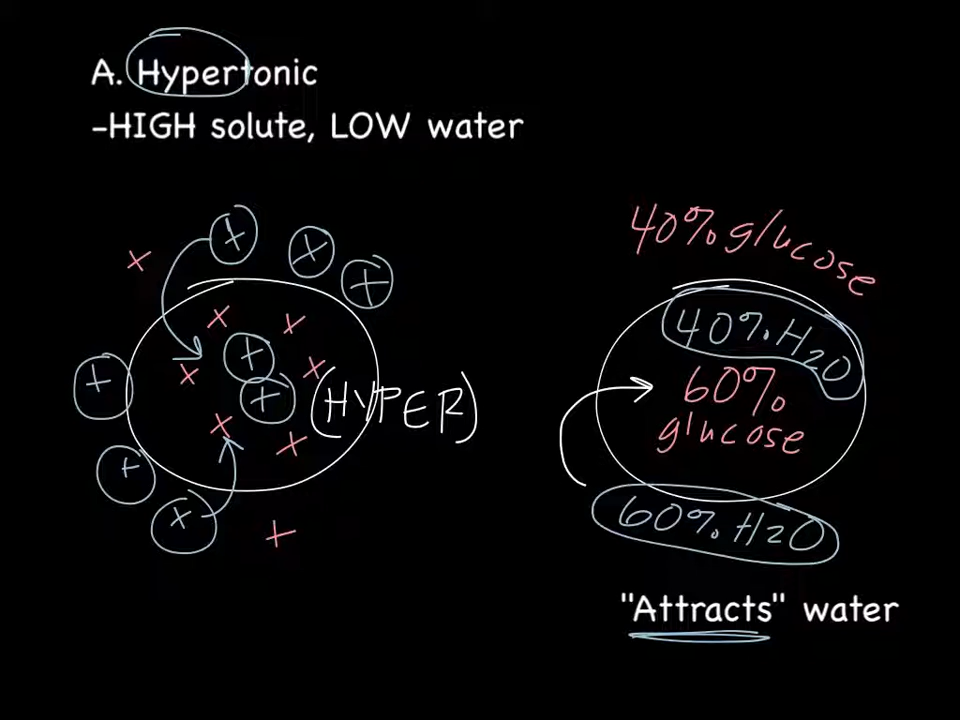 A. Hypertonic
-HIGH solute, LOW water
40% glucose
40% H2O
60%
glucose
(HYPER)
60% H2O
"Attracts" water